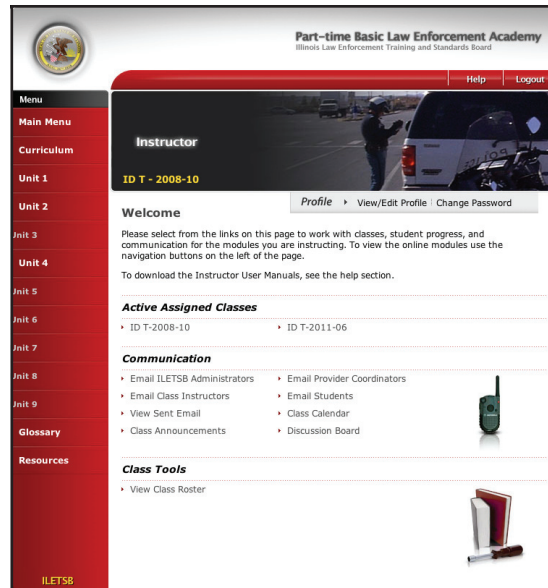 Part-time Basic Law Enforcement Academy
Illinois Law Enforcement Training and Standards Board
Help | Logout
Menu
Main Menu
Curriculum
Unit 1
Unit 2
Unit 3
Unit 4
Unit 5
Unit 6
Unit 7
Unit 8
Unit 9
Glossary
Resources
ILETSB
Instructor
ID T - 2008-10
Profile View/Edit Profile | Change Password
Welcome
Please select from the links on this page to work with classes, student progress, and
communication for the modules you are instructing. To view the online modules use the
navigation buttons on the left of the page.
To download the Instructor User Manuals, see the help section.
Active Assigned Classes
ID T-2008-10 ID T-2011-06
Communication
Email ILETSB Administrators Email Provider Coordinators
Email Class Instructors Email Students
View Sent Email Class Calendar
Class Announcements Discussion Board
Class Tools
View Class Roster